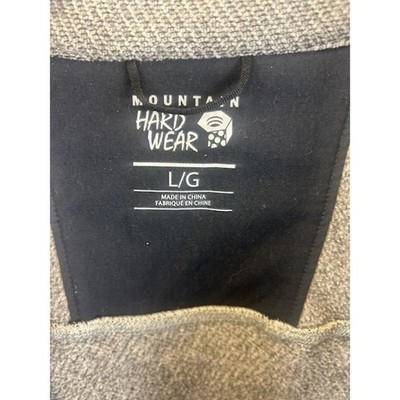 MOUNTAIN
HARD
WEAR
L/G
MADE IN CHINA
FABRIQUÉ EN CHINE